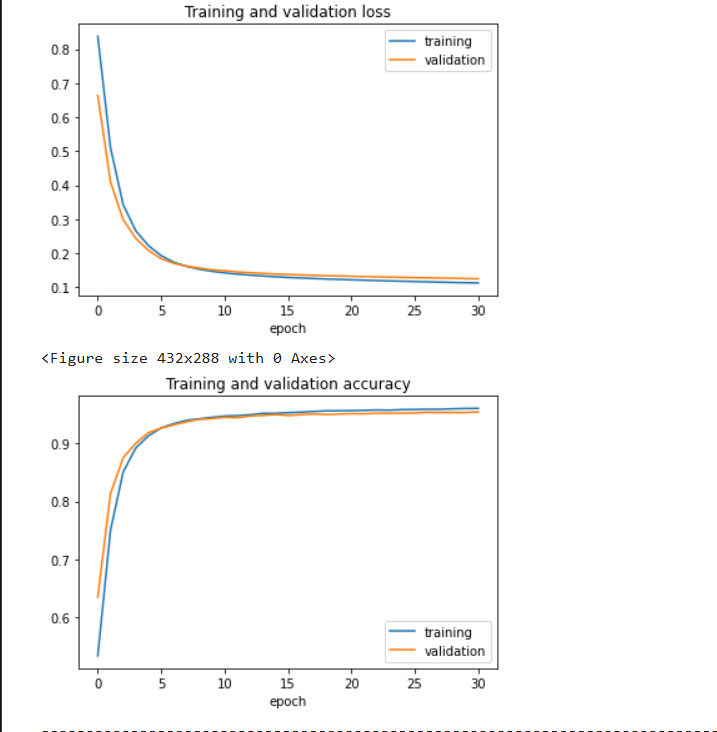 Training and validation loss
training
validation
0.8
0.7
0.6
0.5
0.4
0.3
0.2
0.1
0 5 10 15 20 25 30
epoch
<Figure size 432x288 with 0 Axes>
Training and validation accuracy
0.9
0.8
0.7
0.6
training
validation
0 5 10 15 20 25 30
epoch